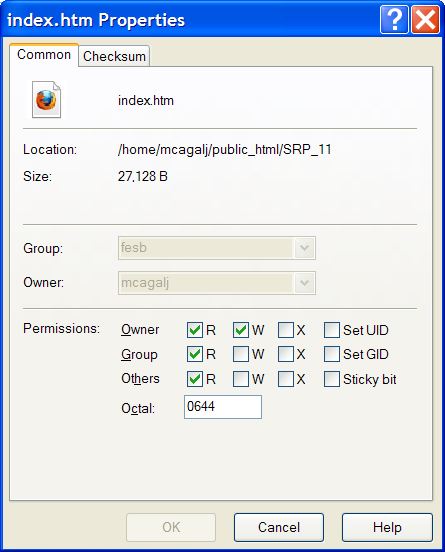 index.htm Properties
?
Common Checksum
index.htm
Location: /home/mcagalj/public_html/SRP_11
Size: 27,128 B
Group: fesb
Owner: mcagalj
Permissions: Owner R W X Set UID
Group R W X Set GID
Others R W X Sticky bit
Octal: 0644
OK Cancel Help